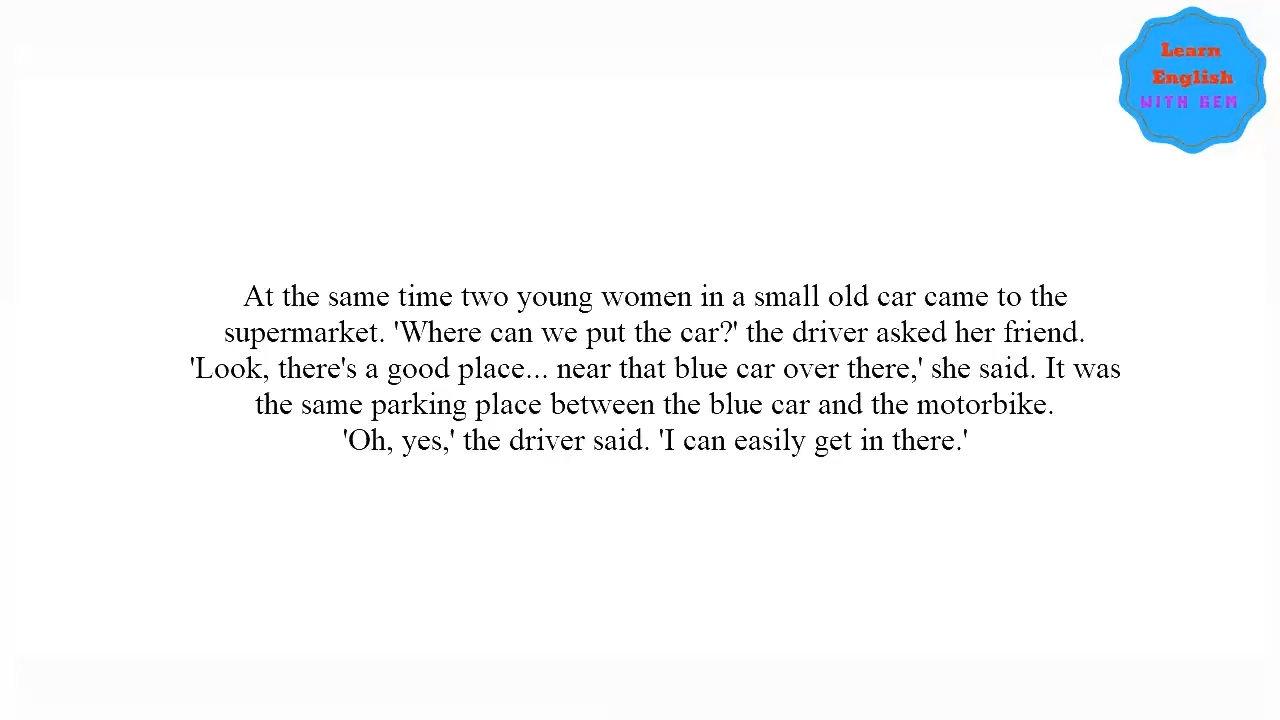 Learn
English
WITH GEM
At the same time two young women in a small old car came to the
supermarket. 'Where can we put the car?' the driver asked her friend.
'Look, there's a good place... near that blue car over there,' she said. It was
the same parking place between the blue car and the motorbike.
'Oh, yes,' the driver said. 'I can easily get in there.'